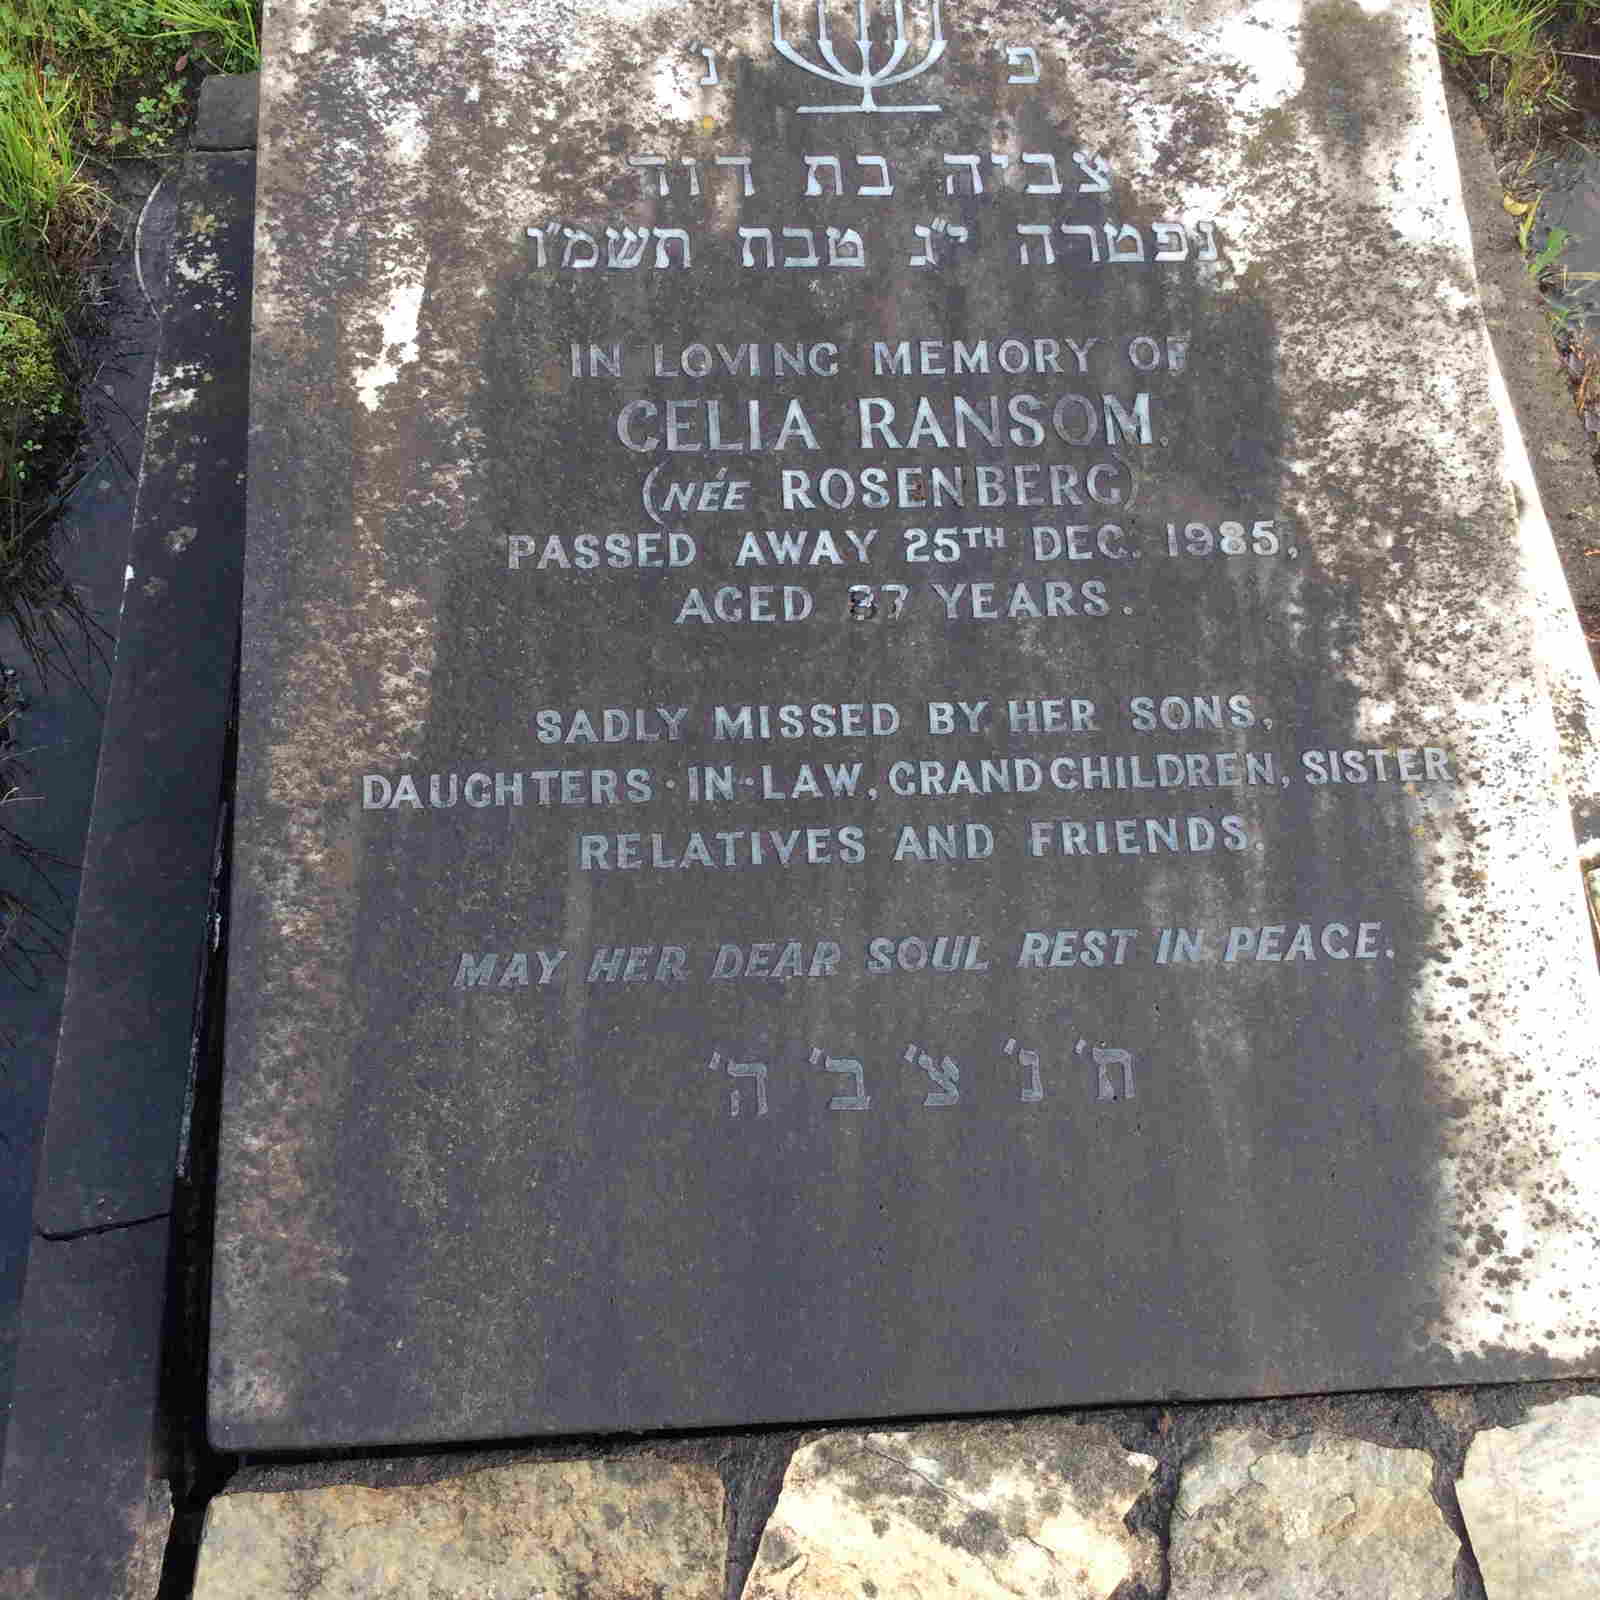 פ' נ'
צביה בת דוד
נפטרה י"ג טבת תשמ"ו
IN LOVING MEMORY OF
CELIA RANSOM.
(NÉE ROSENBERG)
PASSED AWAY 25TH DEC. 1985,
AGED 87 YEARS.
SADLY MISSED BY HER SONS,
DAUGHTERS-IN-LAW, GRANDCHILDREN, SISTER
RELATIVES AND FRIENDS.
MAY HER DEAR SOUL REST IN PEACE.
ת' נ' צ' ב' ה'